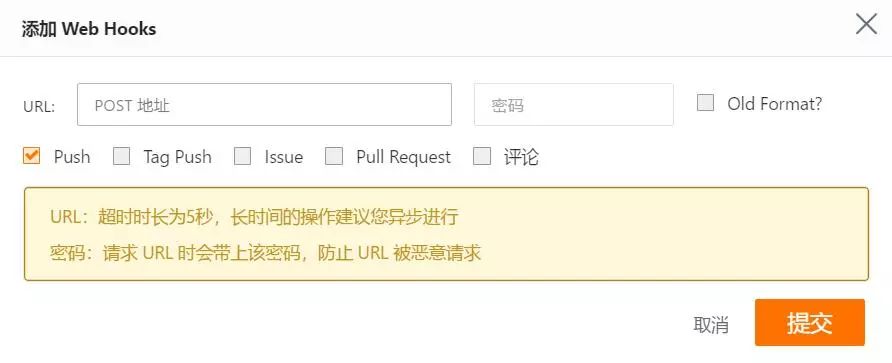 添加 Web Hooks
URL: POST 地址 密码 Old Format?
Push Tag Push Issue Pull Request 评论
URL：超时时长为5秒，长时间的操作建议您异步进行
密码：请求 URL 时会带上该密码，防止 URL 被恶意请求
取消 提交